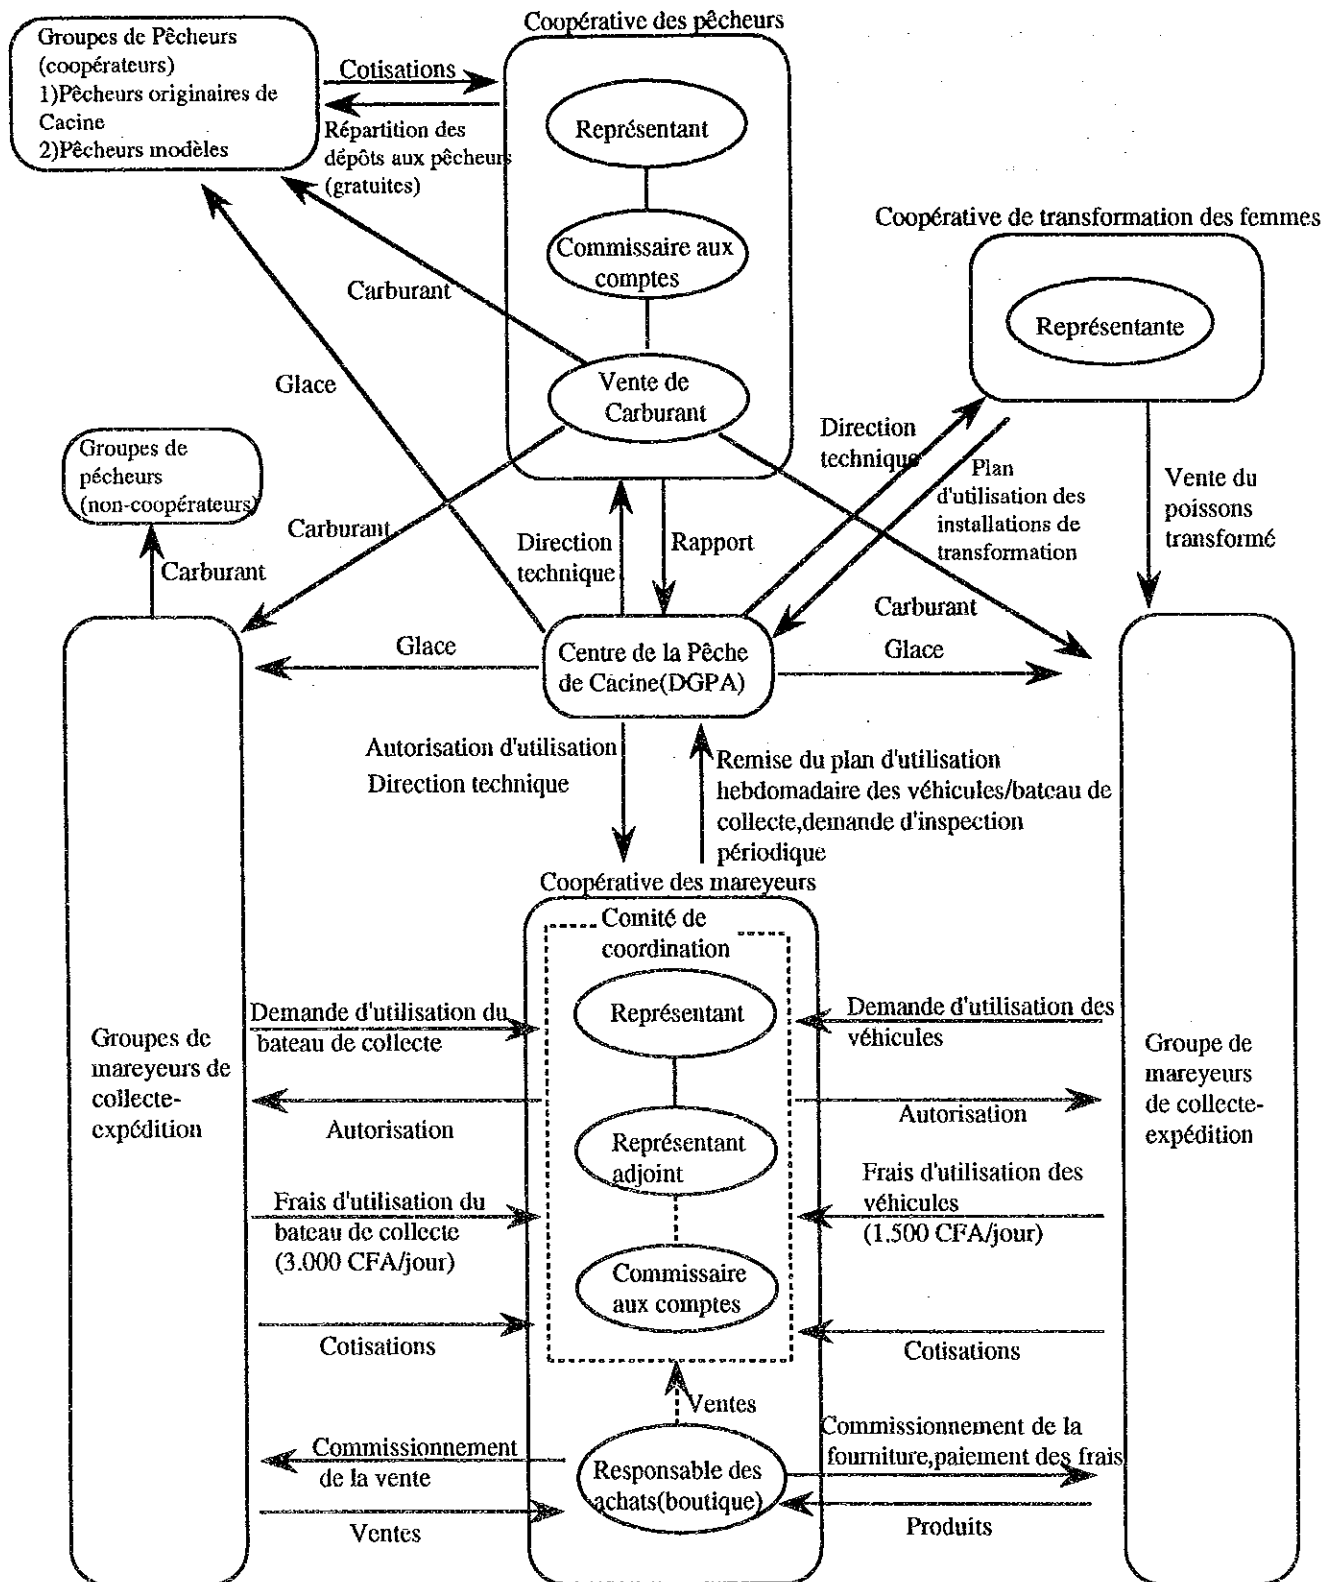 Coopérative des pêcheurs
Groupes de Pêcheurs
(coopérateurs)
1)Pêcheurs originaires de
Cacine
2)Pêcheurs modèles
Cotisations
Répartition des
dépôts aux pêcheurs
(gratuites)
Représentant
Commissaire aux
comptes
Vente de
Carburant
Coopérative de transformation des femmes
Représentante
Carburant
Glace
Groupes de
pécheurs
(non-coopérateurs)
Carburant
Carburant
Direction
technique
Rapport
Direction
technique
Plan
d'utilisation des
installations de
transformation
Vente du
poissons
transformé
Carburant
Glace
Centre de la Pêche
de Cacine(DGPA)
Glace
Autorisation d'utilisation
Direction technique
Remise du plan d'utilisation
hebdomadaire des véhicules/bateau de
collecte,demande d'inspection
périodique
Coopérative des mareyeurs
Comité de
coordination
Représentant
Représentant
adjoint
Commissaire
aux comptes
Ventes
Responsable des
achats(boutique)
Groupes de
mareyeurs de
collecte-
expédition
Demande d'utilisation du
bateau de collecte
Autorisation
Frais d'utilisation du
bateau de collecte
(3.000 CFA/jour)
Cotisations
Commissionnement
de la vente
Ventes
Demande d'utilisation des
véhicules
Autorisation
Frais d'utilisation des
véhicules
(1.500 CFA/jour)
Cotisations
Commissionnement de la
fourniture,paiement des frais
Produits
Groupe de
mareyeurs
de collecte-
expédition